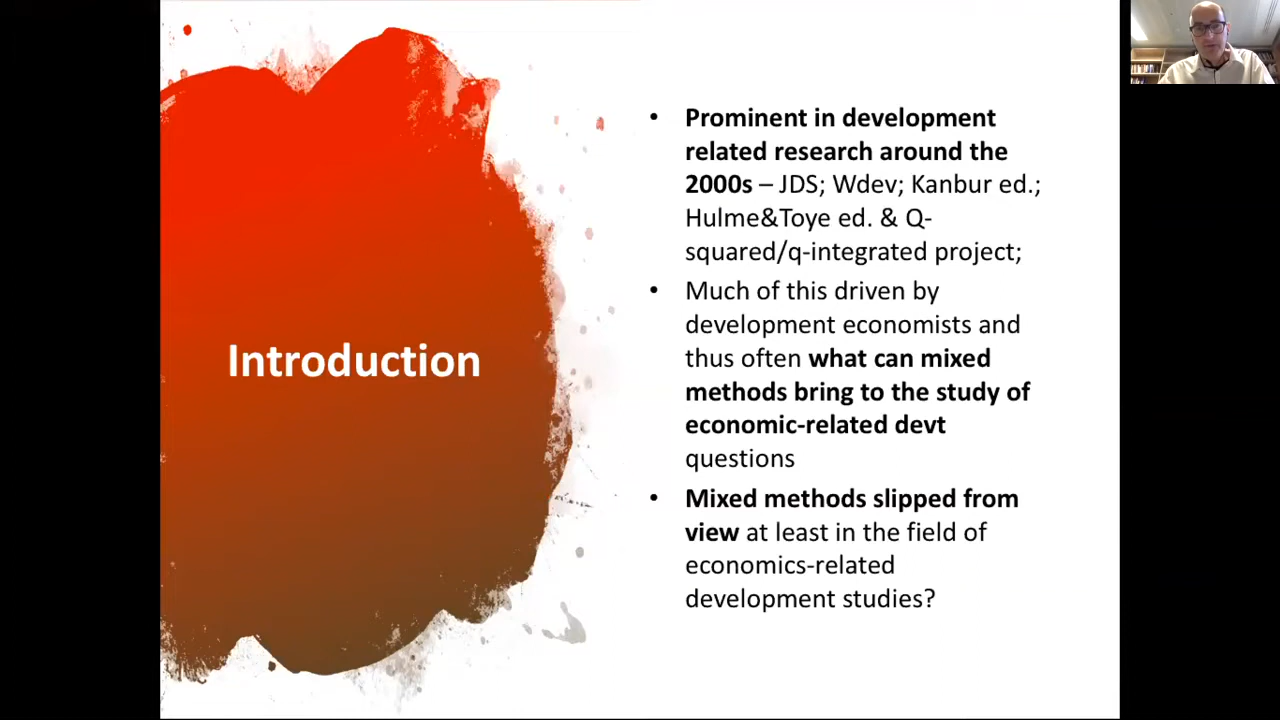 Introduction
• Prominent in development
related research around the
2000s – JDS; Wdev; Kanbur ed.;
Hulme&Toye ed. & Q-
squared/q-integrated project;
• Much of this driven by
development economists and
thus often what can mixed
methods bring to the study of
economic-related devt
questions
• Mixed methods slipped from
view at least in the field of
economics-related
development studies?